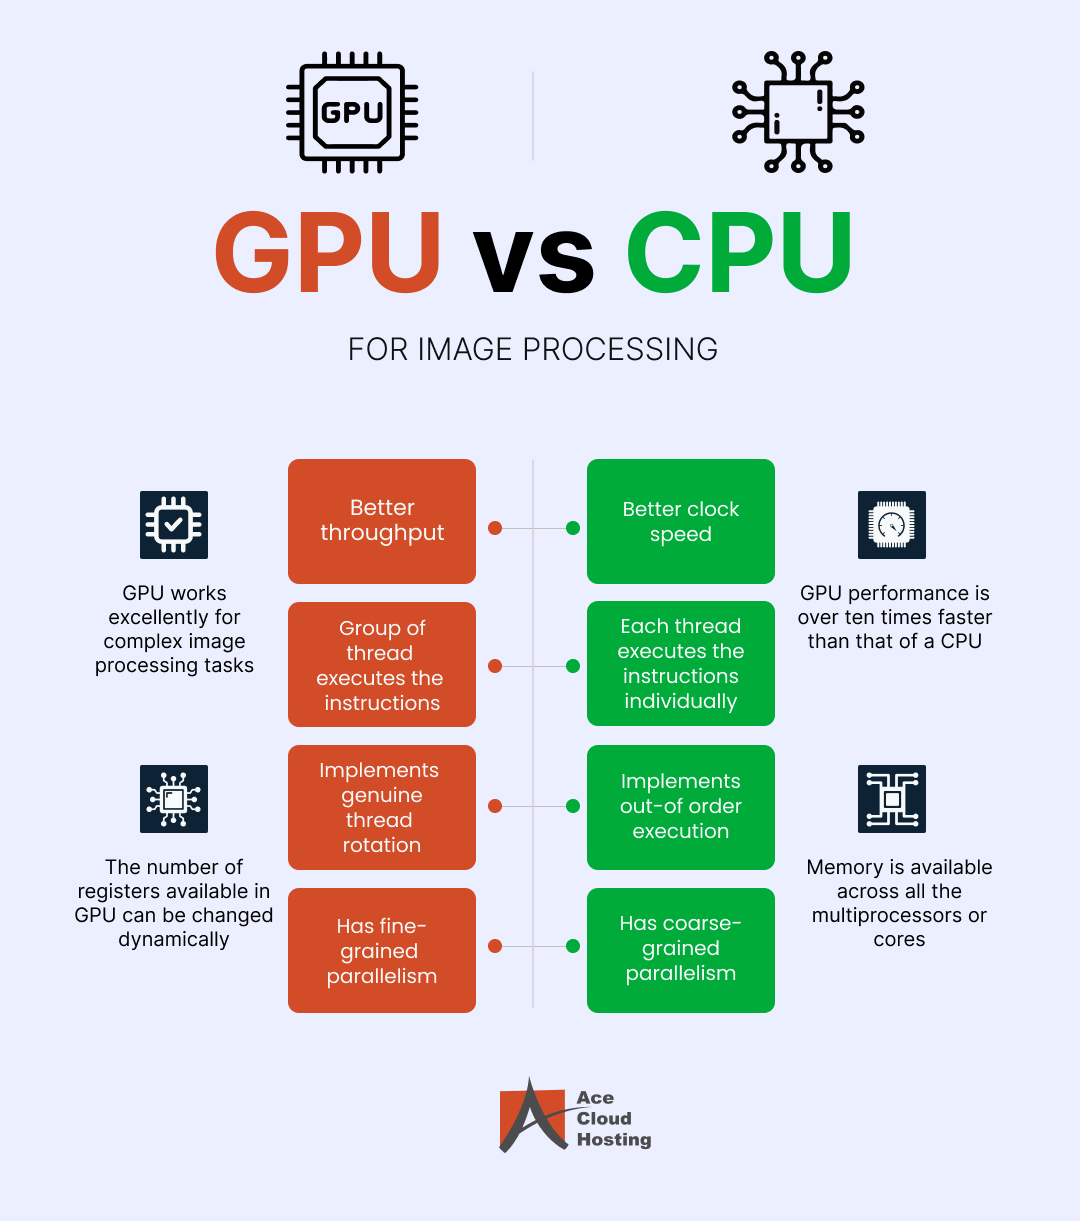 GPU
GPU vs CPU
FOR IMAGE PROCESSING
GPU works
excellently for
complex image
processing tasks
The number of
registers available in
GPU can be changed
dynamically
Better
throughput
Better clock
speed
Group of
thread
executes the
instructions
Each thread
executes the
instructions
individually
Implements
genuine
thread
rotation
Implements
out-of order
execution
Has fine-
grained
parallelism
Has coarse-
grained
parallelism
GPU performance is
over ten times faster
than that of a CPU
Memory is available
across all the
multiprocessors or
cores
Ace
Cloud
Hosting